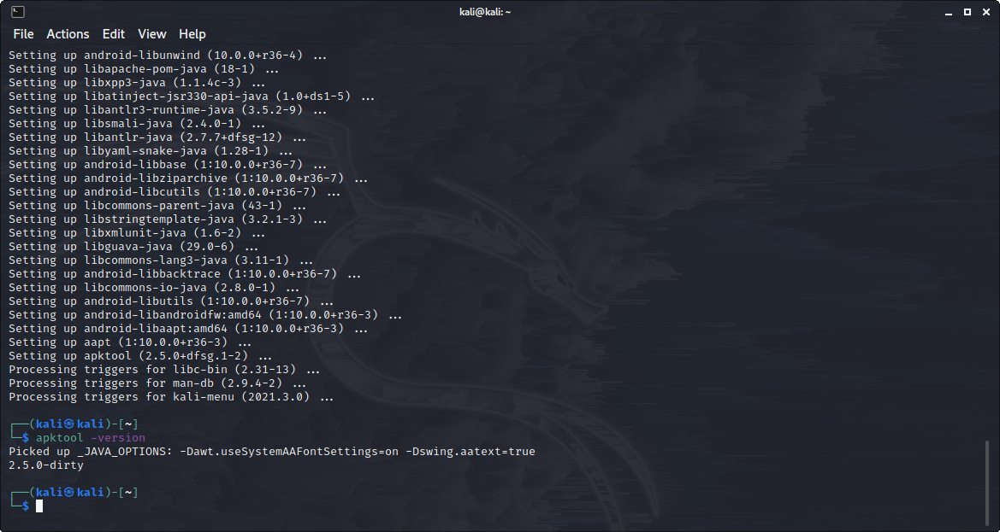 kali@kali: ~
File Actions Edit View Help
Setting up android-libunwind (10.0.0+r36-4) ...
Setting up libapache-pom-java (18-1) ...
Setting up libxpp3-java (1.1.4c-3) ...
Setting up libatinject-jsr330-api-java (1.0+ds1-5) ...
Setting up libantlr3-runtime-java (3.5.2-9) ...
Setting up libsmali-java (2.4.0-1) ...
Setting up libantlr-java (2.7.7+dfsg-12) ...
Setting up libyaml-snake-java (1.28-1) ...
Setting up android-libbase (1:10.0.0+r36-7) ...
Setting up android-libziparchive (1:10.0.0+r36-7) ...
Setting up android-libcutils (1:10.0.0+r36-7) ...
Setting up libcommons-parent-java (43-1) ...
Setting up libstringtemplate-java (3.2.1-3) ...
Setting up libxmlunit-java (1.6-2) ...
Setting up libguava-java (29.0-6) ...
Setting up libcommons-lang3-java (3.11-1) ...
Setting up android-libbacktrace (1:10.0.0+r36-7) ...
Setting up libcommons-io-java (2.8.0-1) ...
Setting up android-libutils (1:10.0.0+r36-7) ...
Setting up android-libandroidfw:amd64 (1:10.0.0+r36-3) ...
Setting up android-libaapt:amd64 (1:10.0.0+r36-3) ...
Setting up aapt (1:10.0.0+r36-3) ...
Setting up apktool (2.5.0+dfsg.1-2) ...
Processing triggers for libc-bin (2.31-13) ...
Processing triggers for man-db (2.9.4-2) ...
Processing triggers for kali-menu (2021.3.0) ...
┌──(kali㉿kali)-[~]
└─$ apktool -version
Picked up _JAVA_OPTIONS: -Dawt.useSystemAAFontSettings=on -Dswing.aatext=true
2.5.0-dirty
┌──(kali㉿kali)-[~]
└─$